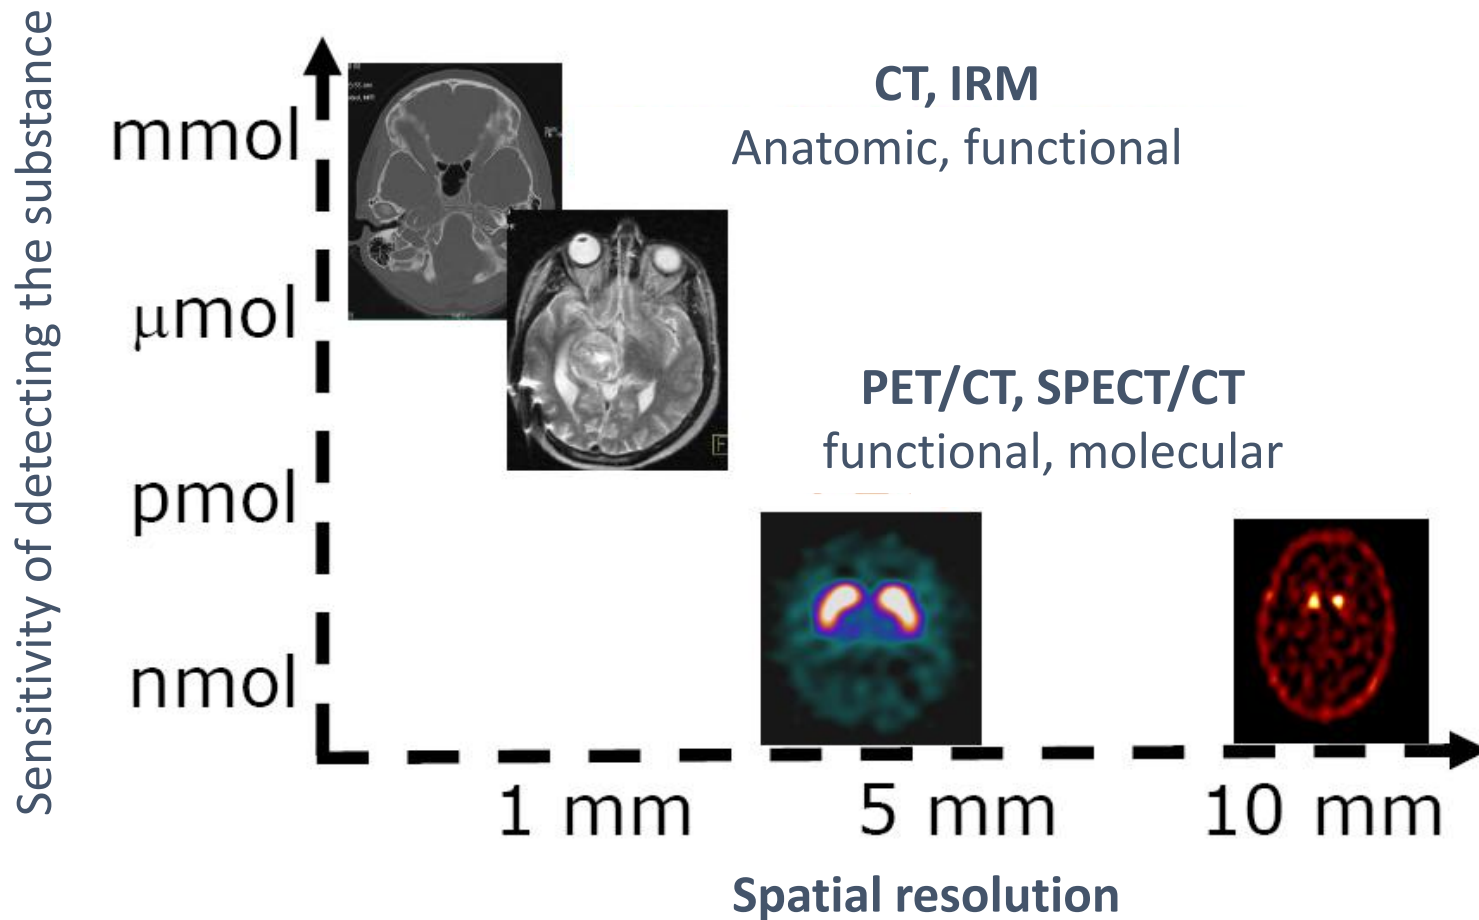 Sensitivity of detecting the substance
mmol
μmol
pmol
nmol
CT, IRM
Anatomic, functional
PET/CT, SPECT/CT
functional, molecular
F
1 mm
5 mm
10 mm
Spatial resolution